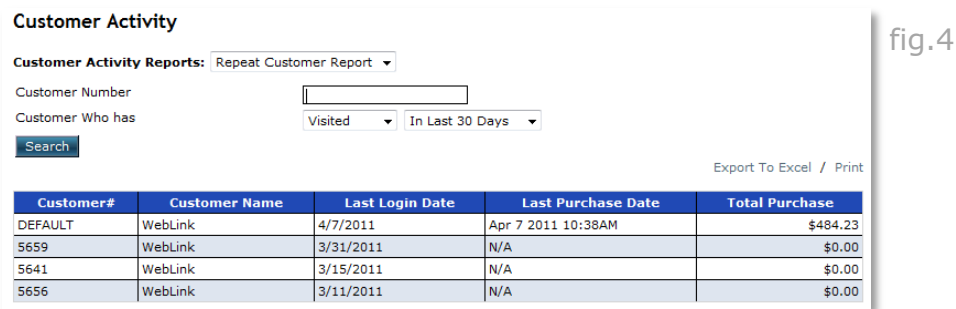 Customer Activity
fig.4
Customer Activity Reports: Repeat Customer Report
Customer Number
Customer Who has Visited In Last 30 Days
Search
Export To Excel / Print
Customer# Customer Name Last Login Date Last Purchase Date Total Purchase
DEFAULT WebLink 4/7/2011 Apr 7 2011 10:38AM $484.23
5659 WebLink 3/31/2011 N/A $0.00
5641 WebLink 3/15/2011 N/A $0.00
5656 WebLink 3/11/2011 N/A $0.00